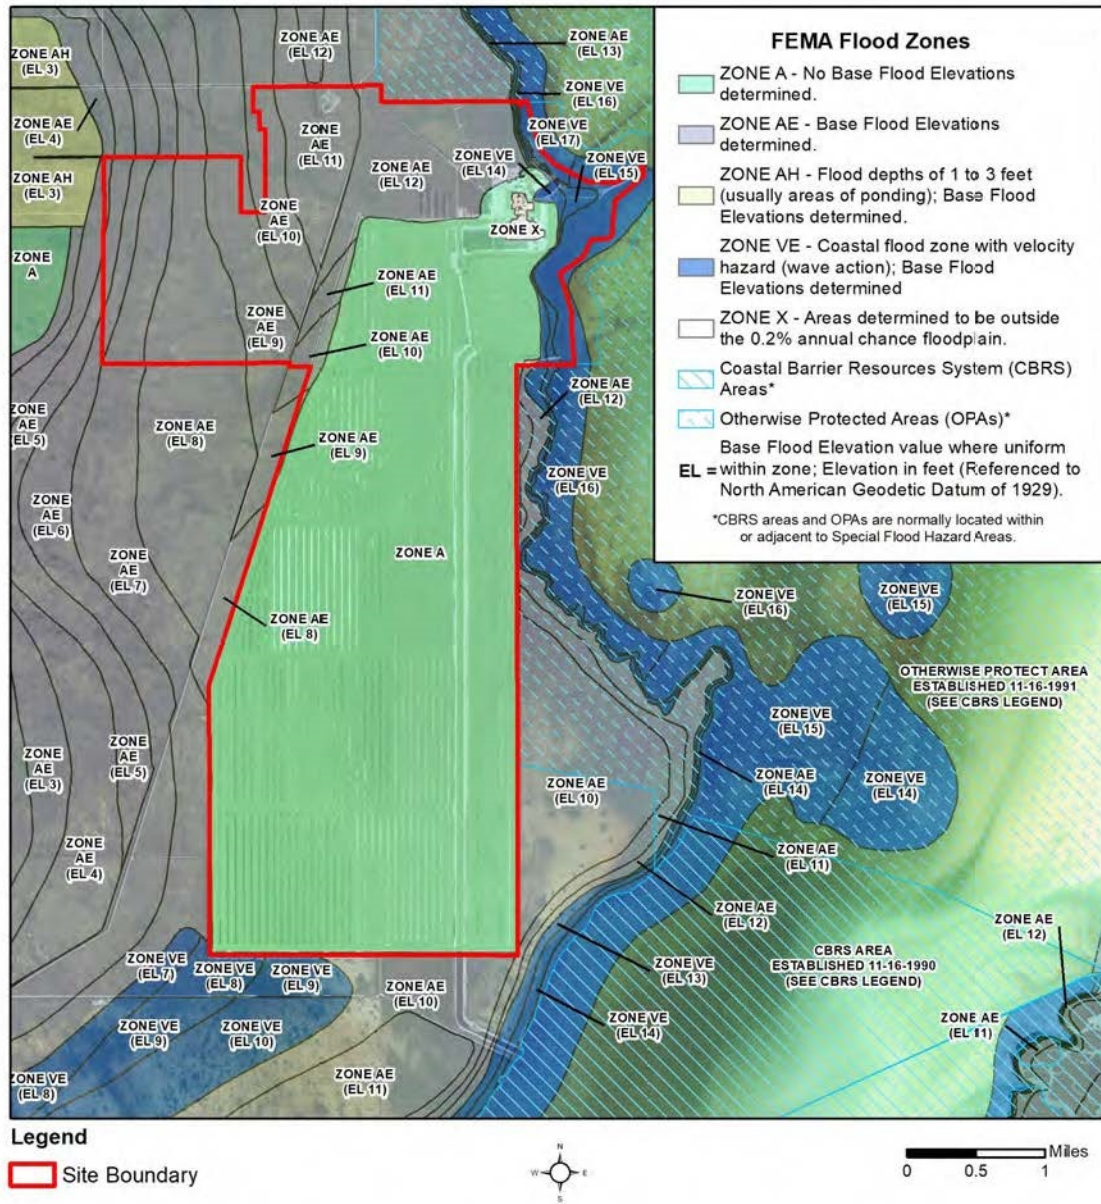 ZONE AE
(EL 12)
ZONE AH
(EL 3)
ZONE AE
(EL 4)
ZONE AH
(EL 3)
ZONE
A
ZONE AE
(EL 13)
ZONE VE
(EL 16)
ZONE VE
(EL 17)
ZONE VE
(EL 14)
ZONE VE
(EL 15)
ZONE
AE
(EL 11)
ZONE AE
(EL 12)
ZONE
AE
(EL 10)
ZONE X
ZONE AE
(EL 11)
ZONE AE
(EL 10)
ZONE
AE
(EL 9)
FEMA Flood Zones
ZONE A - No Base Flood Elevations
determined.
ZONE AE - Base Flood Elevations
determined.
ZONE AH - Flood depths of 1 to 3 feet
(usually areas of ponding); Base Flood
Elevations determined.
ZONE VE - Coastal flood zone with velocity
hazard (wave action); Base Flood
Elevations determined
ZONE X - Areas determined to be outside
the 0.2% annual chance floodplain.
Coastal Barrier Resources System (CBRS)
Areas*
Otherwise Protected Areas (OPAs)*
Base Flood Elevation value where uniform
EL = within zone; Elevation in feet (Referenced to
North American Geodetic Datum of 1929).
*CBRS areas and OPAs are normally located within
or adjacent to Special Flood Hazard Areas.
ZONE
AE
(EL 5)
ZONE AE
(EL 8)
ZONE AE
(EL 9)
ZONE AE
(EL 12)
ZONE VE
(EL 16)
ZONE
AE
(EL 6)
ZONE
AE
(EL 7)
ZONE A
ZONE AE
(EL 8)
ZONE VE
(EL 16)
ZONE VE
(EL 15)
OTHERWISE PROTECT AREA
ESTABLISHED 11-16-1991
(SEE CBRS LEGEND)
ZONE VE
(EL 15)
ZONE
AE
(EL 3)
ZONE
AE
(EL 5)
ZONE AE
(EL 10)
ZONE AE
(EL 14)
ZONE VE
(EL 14)
ZONE
AE
(EL 4)
ZONE AE
(EL 11)
ZONE AE
(EL 12)
ZONE AE
(EL 12)
CBRS AREA
ESTABLISHED 11-16-1990
(SEE CBRS LEGEND)
ZONE VE
(EL 7)
ZONE VE
(EL 8)
ZONE VE
(EL 9)
ZONE AE
(EL 10)
ZONE VE
(EL 13)
ZONE VE
(EL 14)
ZONE AE
(EL 11)
ZONE VE
(EL 9)
ZONE VE
(EL 10)
ZONE VE
(EL 8)
ZONE AE
(EL 11)
Legend
Site Boundary
N
W E
S
Miles
0 0.5 1